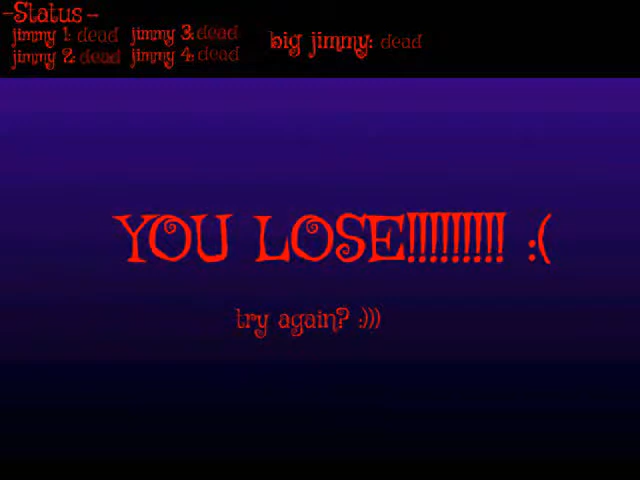 -Status-
jimmy 1: dead jimmy 3: dead big jimmy: dead
jimmy 2: dead jimmy 4: dead
YOU LOSE!!!!!!!!! :(
try again? :)))